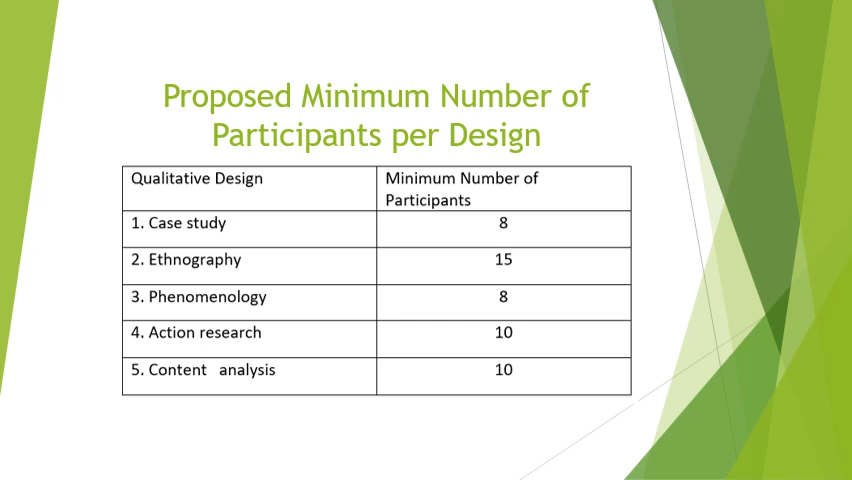 Proposed Minimum Number of
Participants per Design
Qualitative Design
Minimum Number of
Participants
1. Case study
8
2. Ethnography
15
3. Phenomenology
8
4. Action research
10
5. Content analysis
10